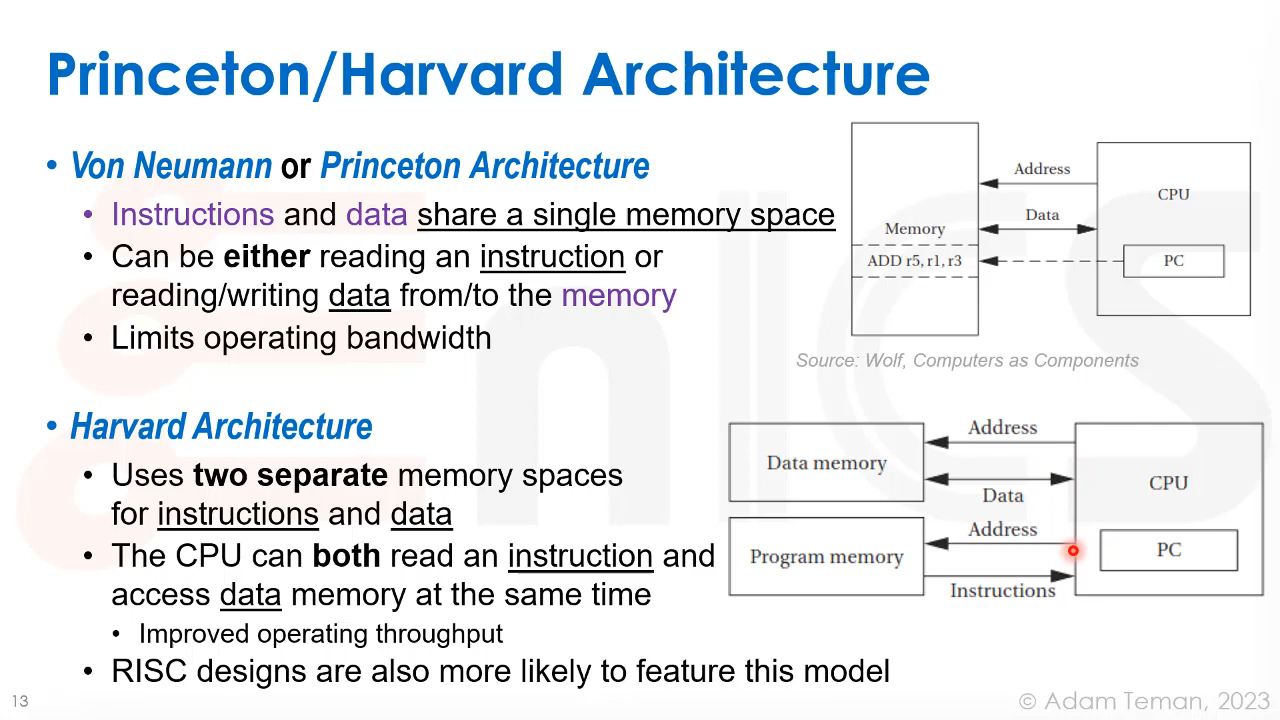 Princeton/Harvard Architecture
• Von Neumann or Princeton Architecture
• Instructions and data share a single memory space
• Can be either reading an instruction or
reading/writing data from/to the memory
• Limits operating bandwidth
Address
CPU
Data
Memory
ADD r5, r1, r3
PC
Source: Wolf, Computers as Components
• Harvard Architecture
• Uses two separate memory spaces
for instructions and data
• The CPU can both read an instruction and
access data memory at the same time
• Improved operating throughput
• RISC designs are also more likely to feature this model
Address
Data memory
CPU
Data
Address
Program memory
PC
Instructions
13
© Adam Teman, 2023
EnICS